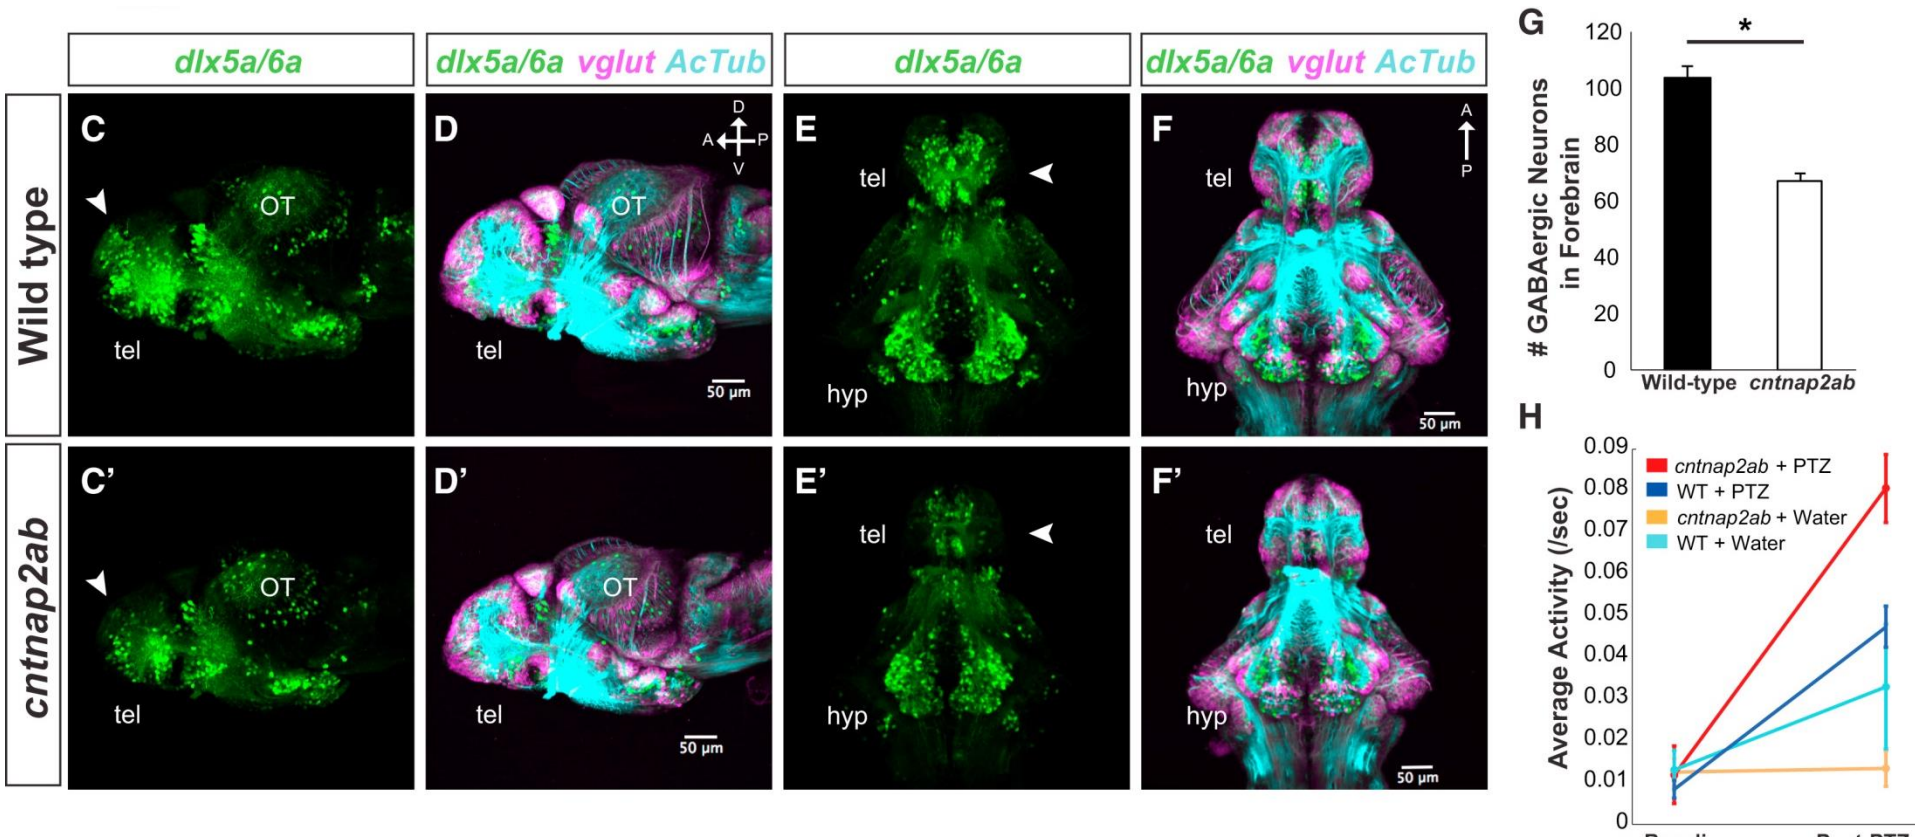 dlx5a/6a
dlx5a/6a vglut AcTub
dlx5a/6a
dlx5a/6a vglut AcTub
Wild type
C
OT
tel
D
D
A
P
V
OT
tel
50 µm
E
tel
hyp
F
A
P
tel
hyp
50 µm
cntnap2ab
C’
OT
tel
D’
OT
tel
50 µm
E’
tel
hyp
F’
tel
hyp
50 µm
G
# GABAergic Neurons
in Forebrain
120
100
80
60
40
20
0
*
Wild-type
cntnap2ab
H
Average Activity (/sec)
0.09
0.08
0.07
0.06
0.05
0.04
0.03
0.02
0.01
0
cntnap2ab + PTZ
WT + PTZ
cntnap2ab + Water
WT + Water